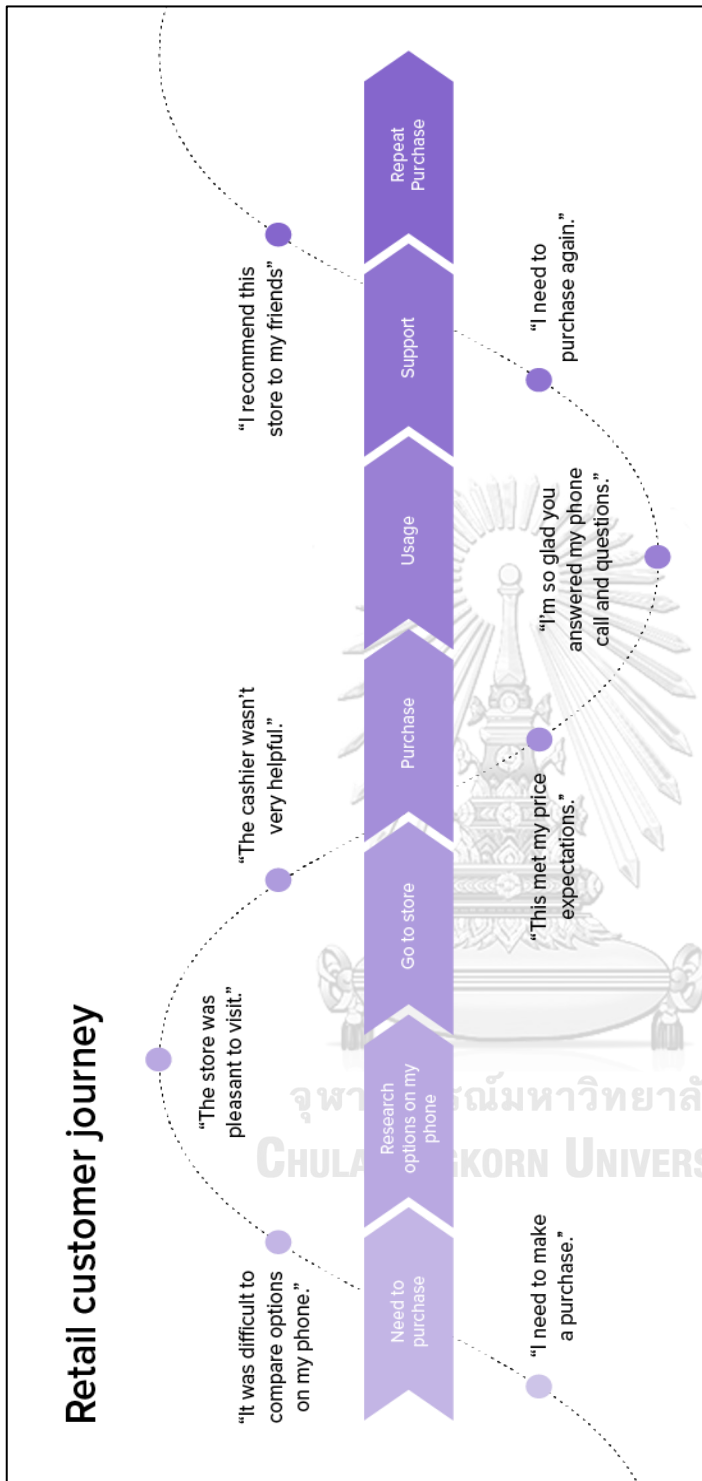 Retail customer journey
“It was difficult to
compare options
on my phone.”
“The store was
pleasant to visit.”
“The cashier wasn’t
very helpful.”
“I recommend this
store to my friends”
Need to
purchase
Research
options on my
phone
Go to store
Purchase
Usage
Support
Repeat
Purchase
“I need to make
a purchase.”
“This met my price
expectations.”
“I’m so glad you
answered my phone
call and questions.”
“I need to
purchase again.”
CHULA GKORN UNIVERS